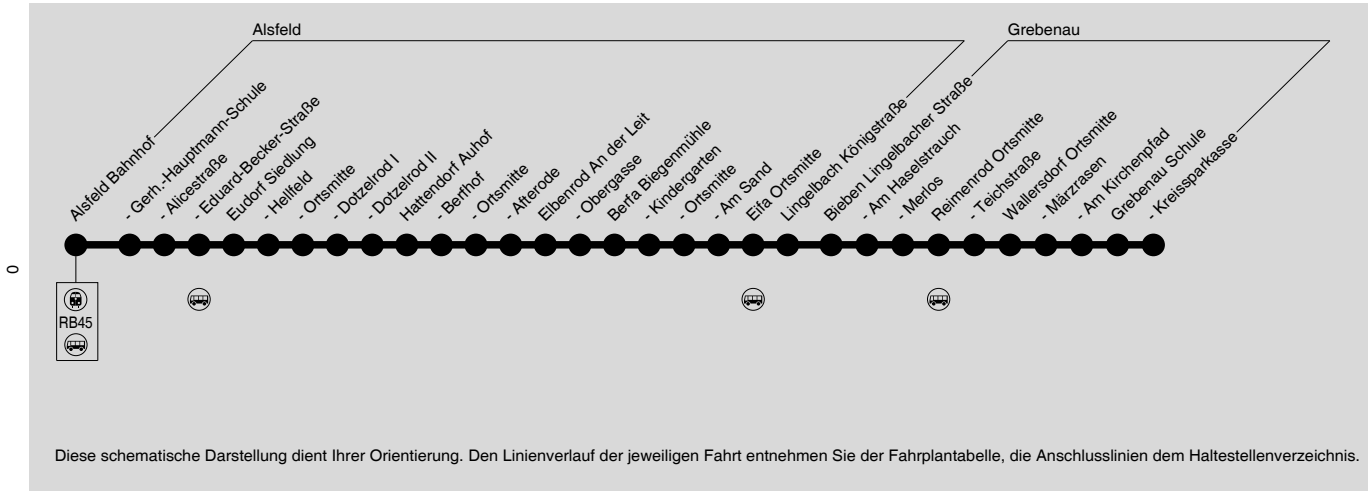 Alsfeld
Grebenau
Alsfeld Bahnhof
- Gerh.-Hauptmann-Schule
- Alicestraße
- Eduard-Becker-Straße
Eudorf Siedlung
- Hellfeld
- Ortsmitte
- Dotzelrod I
- Dotzelrod II
Hattendorf Auhof
- Berfhof
- Ortsmitte
- Atterode
Elbenrod An der Leit
- Obergasse
Berfa Biegenmühle
- Kindergarten
- Ortsmitte
- Am Sand
Eifa Ortsmitte
Lingelbach Königstraße
Bieben Lingelbacher Straße
- Am Haselstrauch
- Merlos
Reimenrod Ortsmitte
- Teichstraße
Wallersdorf Ortsmitte
- Märzrasen
- Am Kirchenpfad
Grebenau Schule
- Kreissparkasse
0
RB45
Diese schematische Darstellung dient Ihrer Orientierung. Den Linienverlauf der jeweiligen Fahrt entnehmen Sie der Fahrplantabelle, die Anschlusslinien dem Haltestellenverzeichnis.